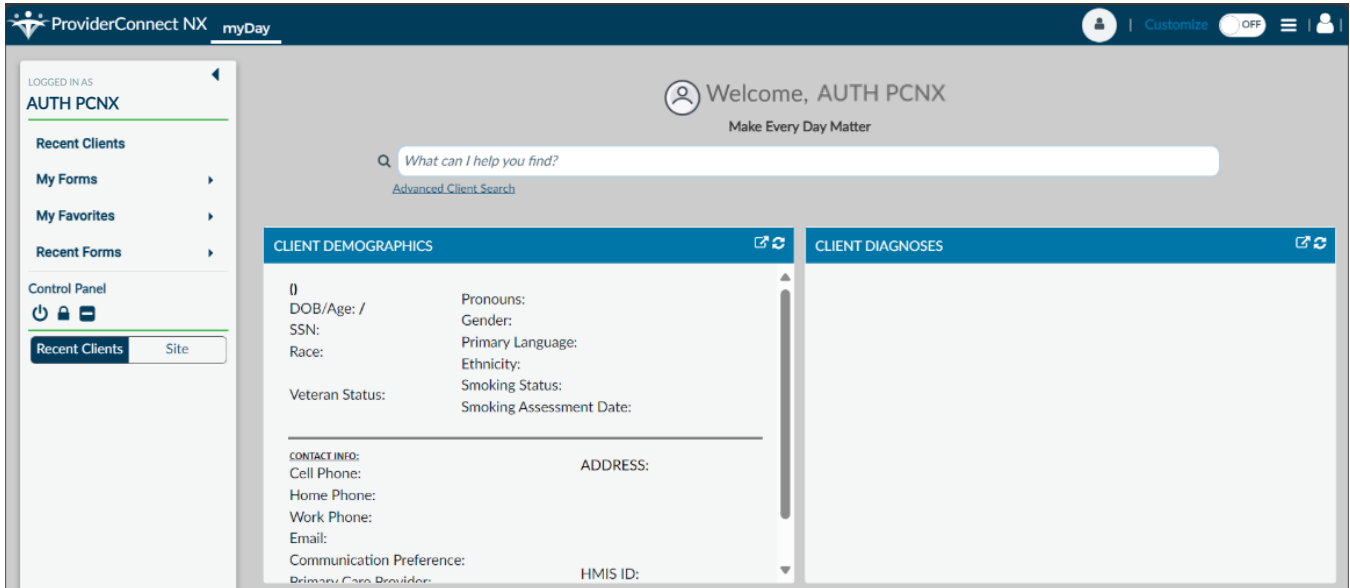 ProviderConnect NX myDay
Customize OFF
LOGGED IN AS
AUTH PCNX
Recent Clients
My Forms
My Favorites
Recent Forms
Control Panel
Recent Clients Site
Welcome, AUTH PCNX
Make Every Day Matter
What can I help you find?
Advanced Client Search
CLIENT DEMOGRAPHICS
()
DOB/Age: /
SSN:
Race:
Veteran Status:
Pronouns:
Gender:
Primary Language:
Ethnicity:
Smoking Status:
Smoking Assessment Date:
CONTACT INFO:
Cell Phone:
Home Phone:
Work Phone:
Email:
Communication Preference:
Primary Care Provider:
ADDRESS:
HMIS ID:
CLIENT DIAGNOSES